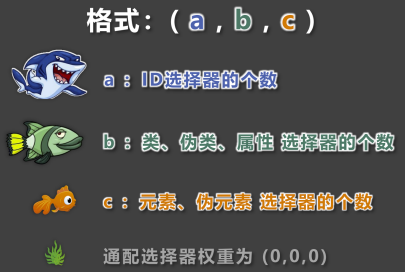 格式：( a , b , c )
a ： ID选择器的个数
b ： 类、伪类、属性 选择器的个数
c ： 元素、伪元素 选择器的个数
通配选择器权重为 (0,0,0)